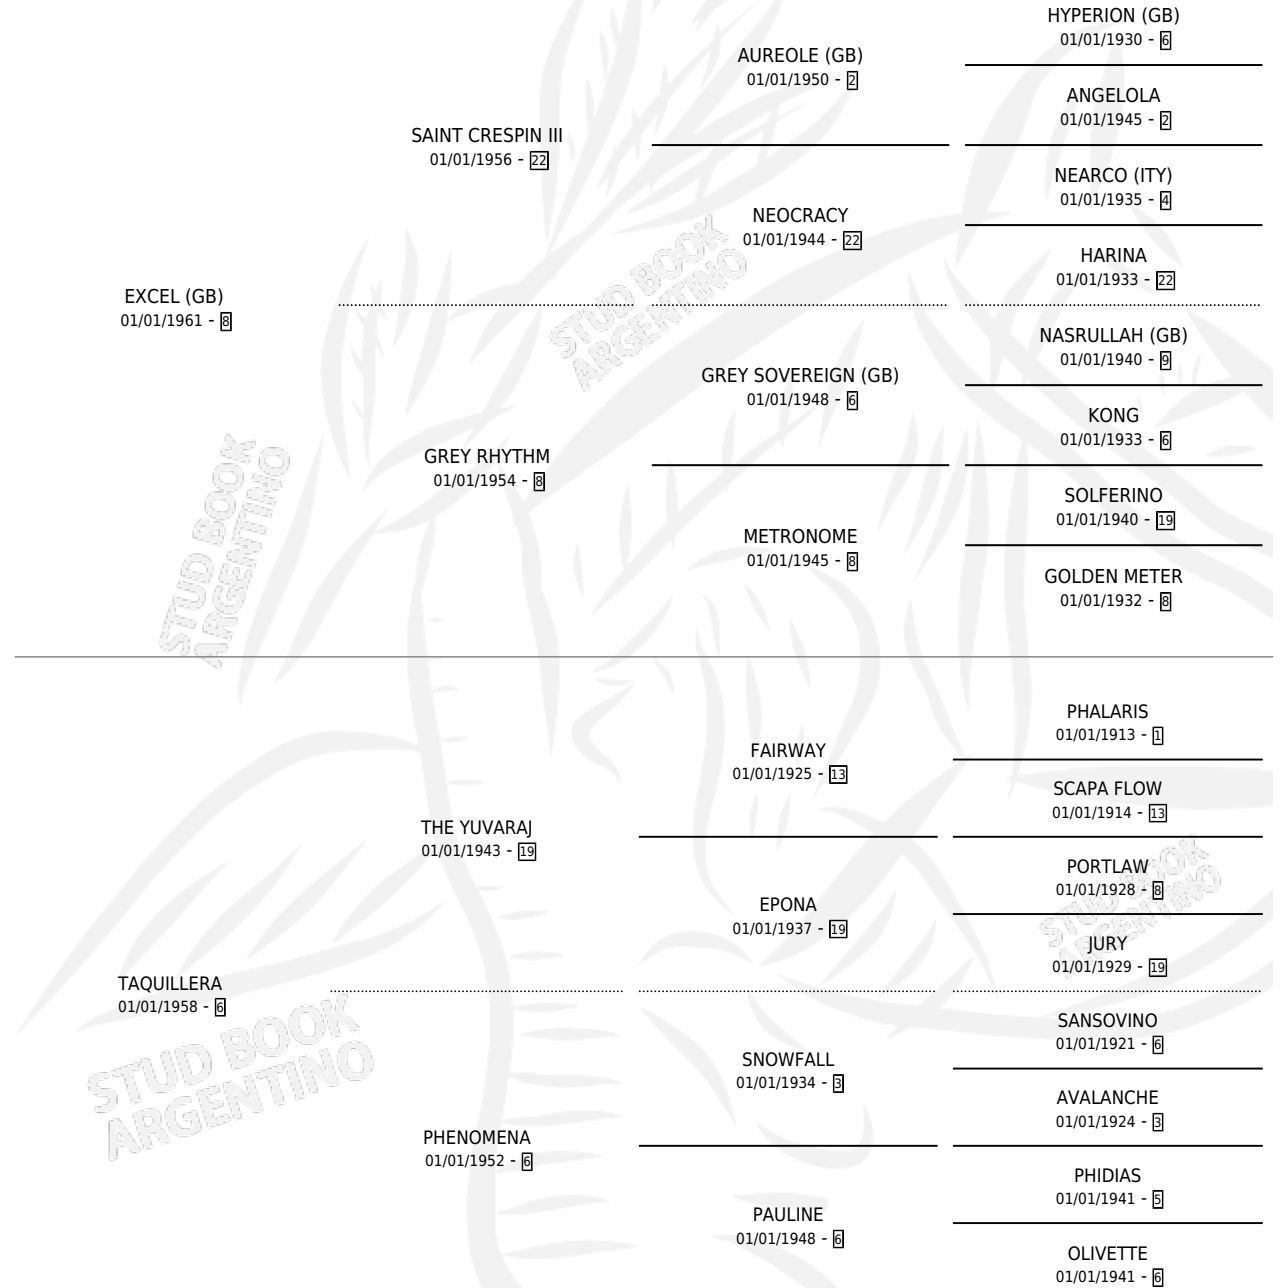 HYPERION (GB)
01/01/1930 - 6
AUREOLE (GB)
01/01/1950 - 2
ANGELOLA
01/01/1945 - 2
SAINT CRESPIN III
01/01/1956 - 22
NEARCO (ITY)
01/01/1935 - 4
NEOCRACY
01/01/1944 - 22
HARINA
01/01/1933 - 22
EXCEL (GB)
01/01/1961 - 8
NASRULLAH (GB)
01/01/1940 - 9
GREY SOVEREIGN (GB)
01/01/1948 - 6
KONG
01/01/1933 - 6
GREY RHYTHM
01/01/1954 - 8
SOLFERINO
01/01/1940 - 19
METRONOME
01/01/1945 - 8
GOLDEN METER
01/01/1932 - 8
PHALARIS
01/01/1913 - 1
FAIRWAY
01/01/1925 - 13
SCAPA FLOW
01/01/1914 - 13
THE YUVARAJ
01/01/1943 - 19
PORTLAW
01/01/1928 - 8
EPONA
01/01/1937 - 19
JURY
01/01/1929 - 19
TAQUILLERA
01/01/1958 - 6
SANSOVINO
01/01/1921 - 6
SNOWFALL
01/01/1934 - 3
AVALANCHE
01/01/1924 - 3
PHENOMENA
01/01/1952 - 6
PHIDIAS
01/01/1941 - 5
PAULINE
01/01/1948 - 6
OLIVETTE
01/01/1941 - 6
STUD BOOK
ARGENTINO
STUD BOOK
ARGENTINO
STUD BOOK
ARGENTINO
STUD BOOK
ARGENTINO